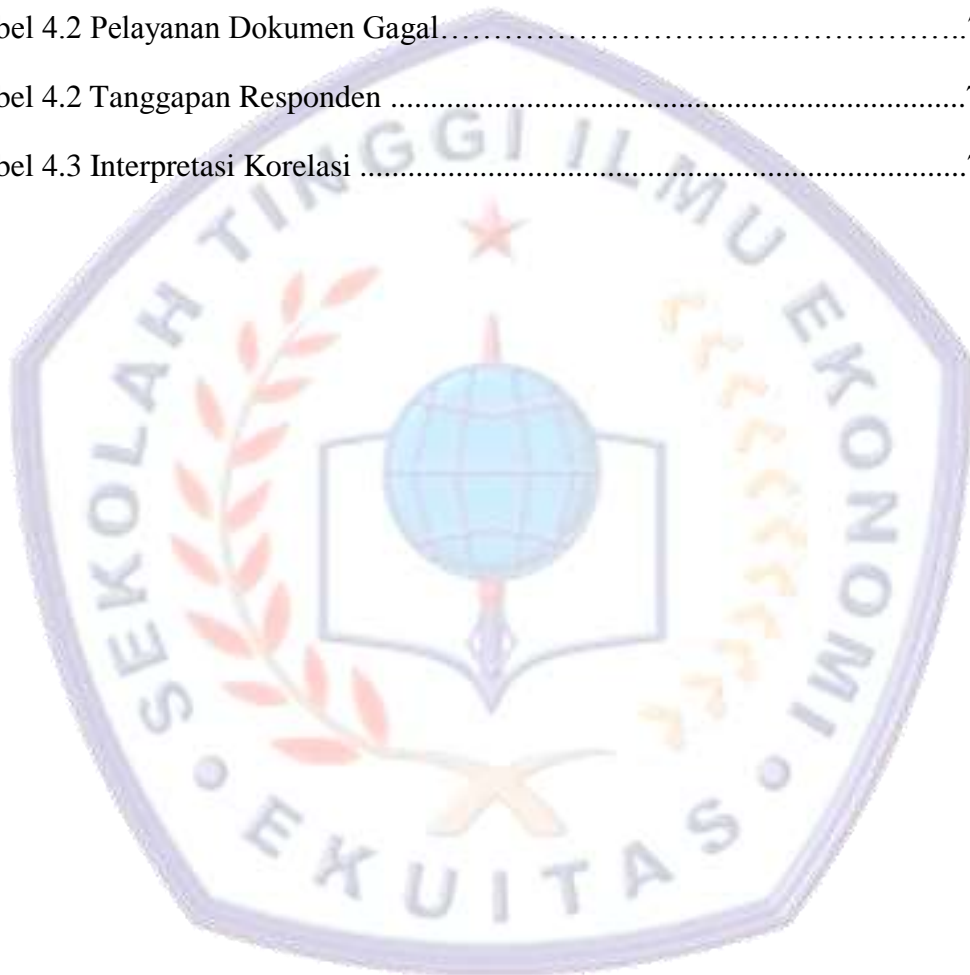 bel 4.2 Pelayanan Dokumen Gagal……………………………………………..
bel 4.2 Tanggapan Responden ..........................................................................
bel 4.3 Interpretasi Korelasi ..............................................................................
SEKOLAH TINGGI ILMU EKONOMI
EKUITAS